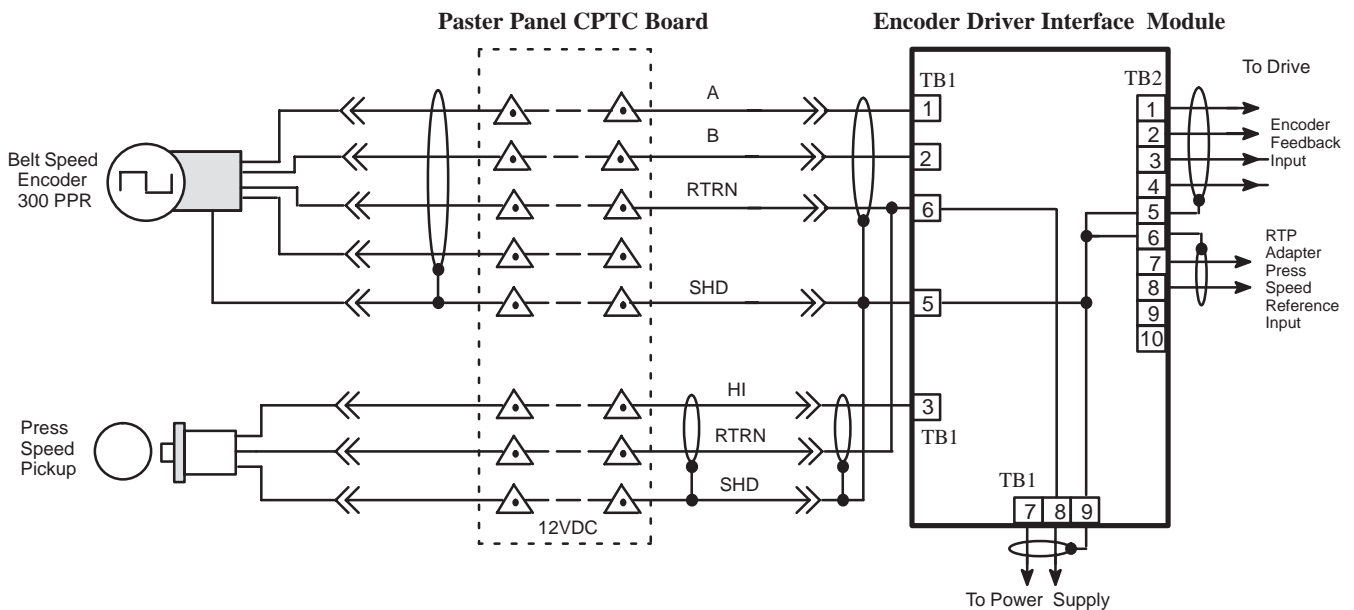 Paster Panel CPTC Board
Encoder Driver Interface Module
TB1
TB2
To Drive
A
1
1
2
Encoder
Feedback
Input
B
2
3
4
Belt Speed
Encoder
300 PPR
RTRN
6
5
6
RTP
Adapter
Press
Speed
Reference
Input
7
8
9
10
SHD
5
HI
3
TB1
Press
Speed
Pickup
RTRN
SHD
TB1
12VDC
7
8
9
To Power Supply